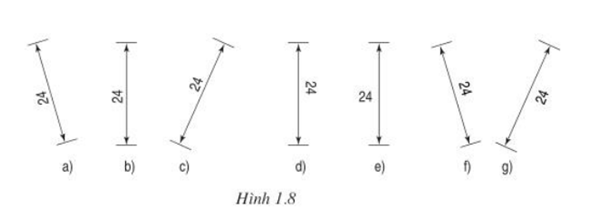 24 24 24 24 24 24 24
a) b) c) d) e) f) g)
Hình 1.8